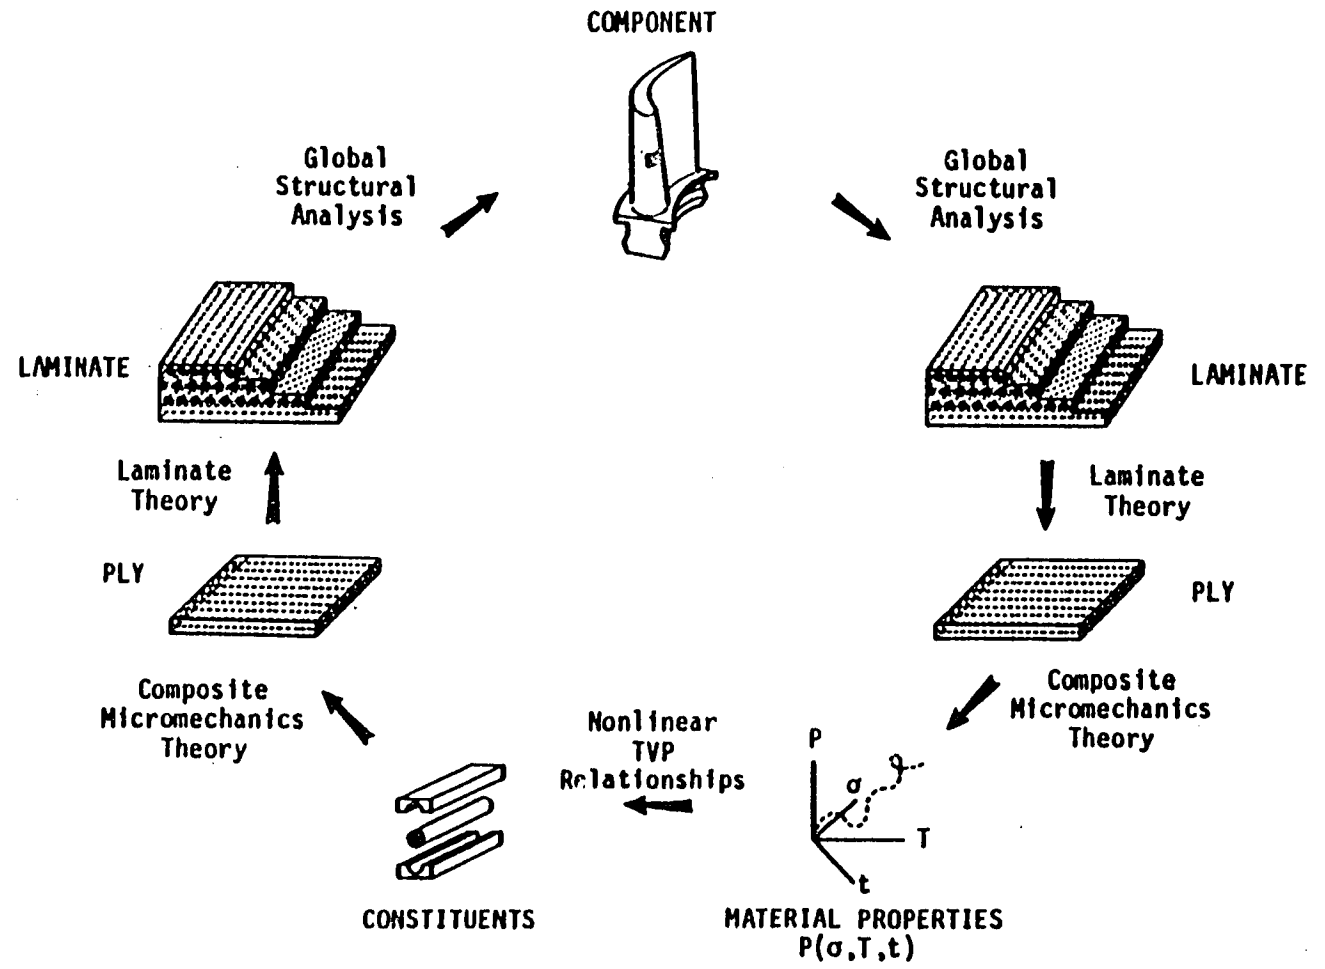 COMPONENT
Global
Structural
Analysis
Global
Structural
Analysis
LAMINATE
LAMINATE
Laminate
Theory
Laminate
Theory
PLY
PLY
Composite
Micromechanics
Theory
Composite
Micromechanics
Theory
Nonlinear
TVP
Relationships
P
σ
T
t
CONSTITUENTS
MATERIAL PROPERTIES
P(σ,T,t)